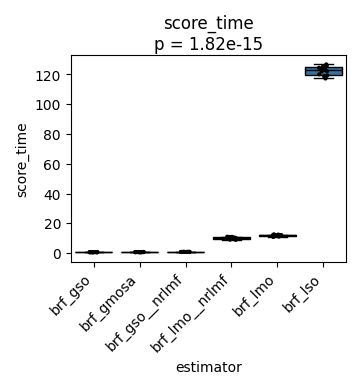 score_time
p = 1.82e-15
score_time
120
100
80
60
40
20
0
brf_gso
brf_gmosa
brf_gso__nrlmf
brf_lmo__nrlmf
brf_lmo
brf_lso
estimator